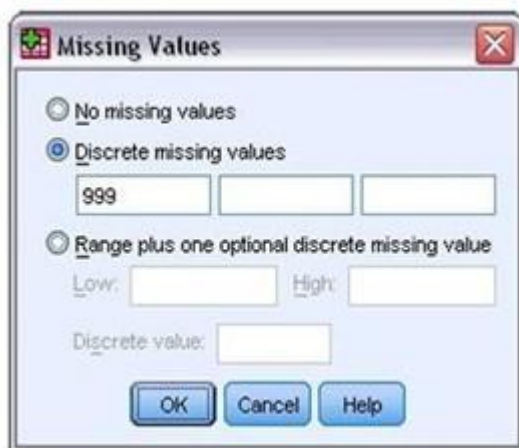 Missing Values
No missing values
Discrete missing values
999
Range plus one optional discrete missing value
Low: High:
Discrete value:
OK Cancel Help